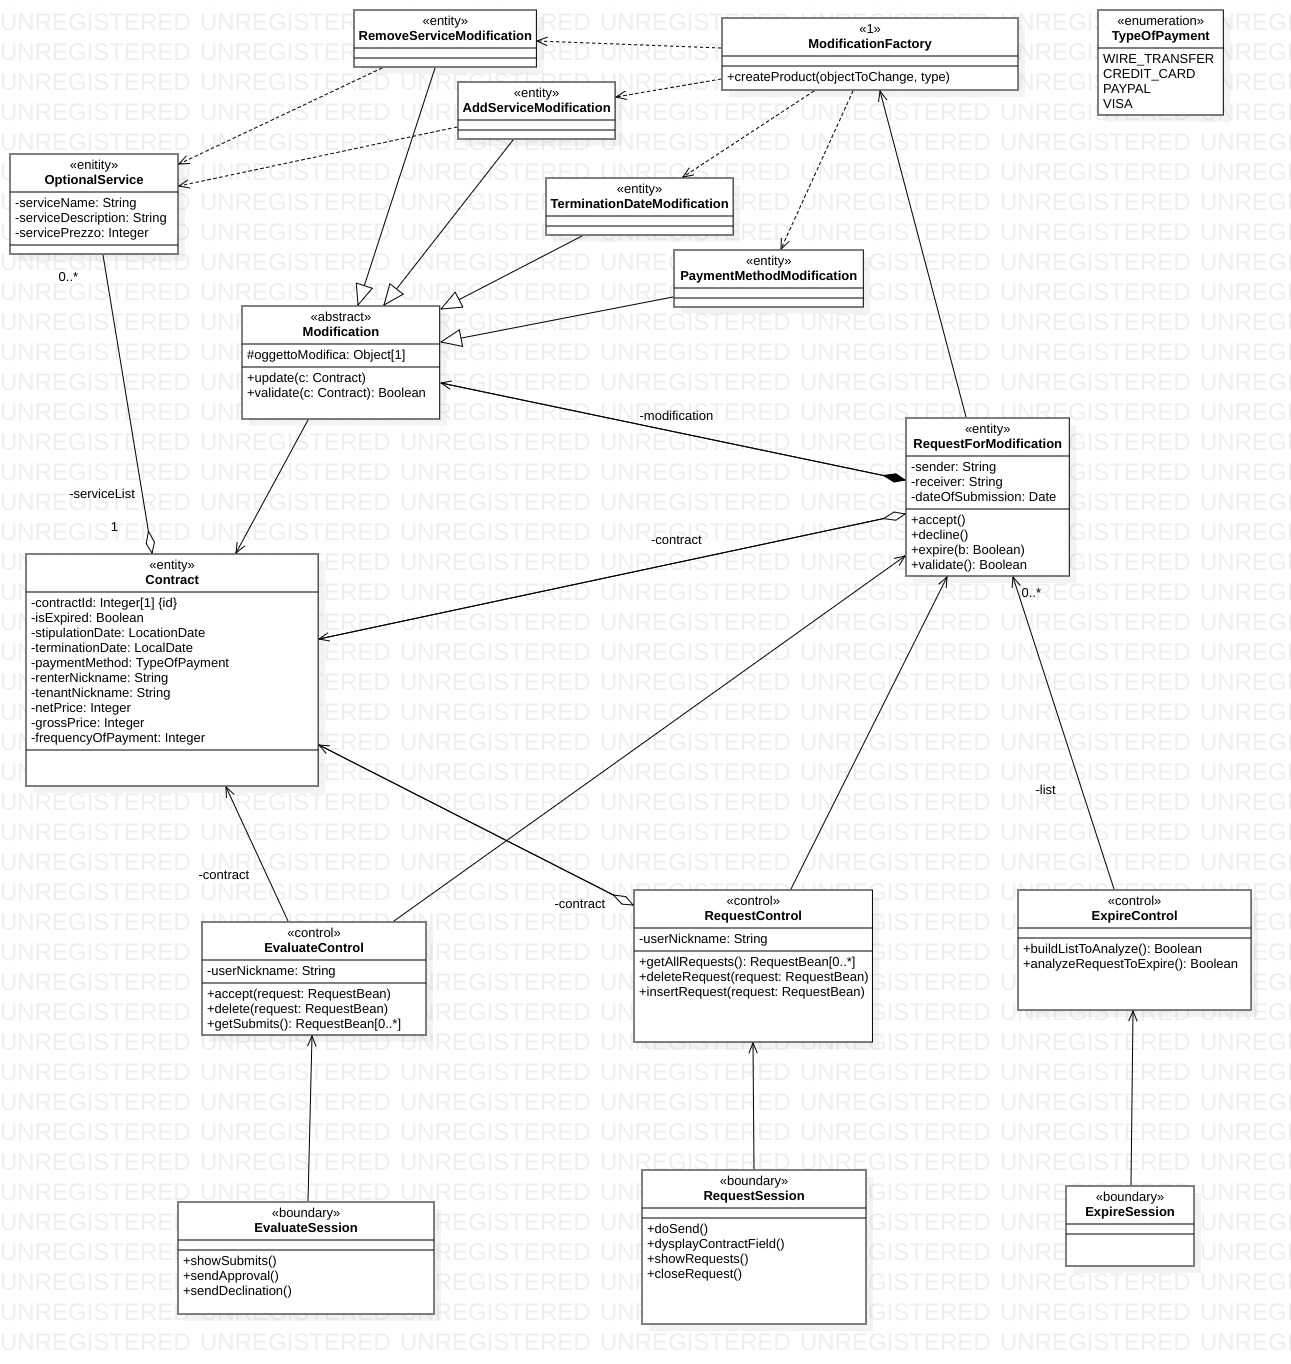 «entity»
RemoveServiceModification
«1»
ModificationFactory
+createProduct(objectToChange, type)
«enumeration»
TypeOfPayment
WIRE_TRANSFER
CREDIT_CARD
PAYPAL
VISA
«entity»
AddServiceModification
«enitity»
OptionalService
-serviceName: String
-serviceDescription: String
-servicePrezzo: Integer
0..*
«entity»
TerminationDateModification
«entity»
PaymentMethodModification
«abstract»
Modification
#oggettoModifica: Object[1]
+update(c: Contract)
+validate(c: Contract): Boolean
-modification
«entity»
RequestForModification
-sender: String
-receiver: String
-dateOfSubmission: Date
+accept()
+decline()
+expire(b: Boolean)
+validate(): Boolean
-serviceList
1
-contract
0..*
«entity»
Contract
-contractId: Integer[1] {id}
-isExpired: Boolean
-stipulationDate: LocationDate
-terminationDate: LocalDate
-paymentMethod: TypeOfPayment
-renterNickname: String
-tenantNickname: String
-netPrice: Integer
-grossPrice: Integer
-frequencyOfPayment: Integer
-list
-contract
-contract
«control»
EvaluateControl
-userNickname: String
+accept(request: RequestBean)
+delete(request: RequestBean)
+getSubmits(): RequestBean[0..*]
«control»
RequestControl
-userNickname: String
+getAllRequests(): RequestBean[0..*]
+deleteRequest(request: RequestBean)
+insertRequest(request: RequestBean)
«control»
ExpireControl
+buildListToAnalyze(): Boolean
+analyzeRequestToExpire(): Boolean
«boundary»
EvaluateSession
+showSubmits()
+sendApproval()
+sendDeclination()
«boundary»
RequestSession
+doSend()
+dysplayContractField()
+showRequests()
+closeRequest()
«boundary»
ExpireSession